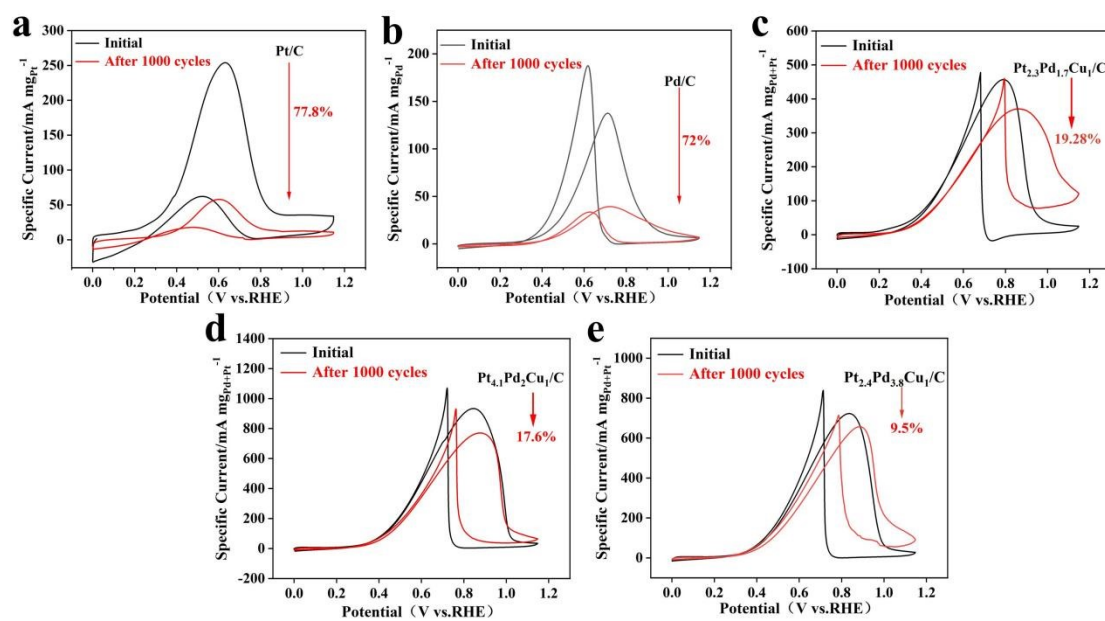 a
300
250
200
150
100
50
0
Initial
After 1000 cycles
Pt/C
77.8%
Specific Current/mA mgPt-1
0.0 0.2 0.4 0.6 0.8 1.0 1.2
Potential（V vs.RHE）
b
200
150
100
50
0
Initial
After 1000 cycles
Pd/C
72%
Specific Current/mA mgPd-1
0.0 0.2 0.4 0.6 0.8 1.0 1.2
Potential（V vs.RHE）
c
600
500
400
300
200
100
0
-100
Initial
After 1000 cycles
Pt2.3Pd1.7Cu1/C
19.28%
Specific Current/mA mgPd+Pt-1
0.0 0.2 0.4 0.6 0.8 1.0 1.2
Potential（V vs.RHE）
d
1400
1200
1000
800
600
400
200
0
-200
Initial
After 1000 cycles
Pt4.1Pd2Cu1/C
17.6%
Specific Current/mA mgPd+Pt-1
0.0 0.2 0.4 0.6 0.8 1.0 1.2
Potential（V vs.RHE）
e
1000
800
600
400
200
0
Initial
After 1000 cycles
Pt2.4Pd3.8Cu1/C
9.5%
Specific Current/mA mgPd+Pt-1
0.0 0.2 0.4 0.6 0.8 1.0 1.2
Potential（V vs.RHE）